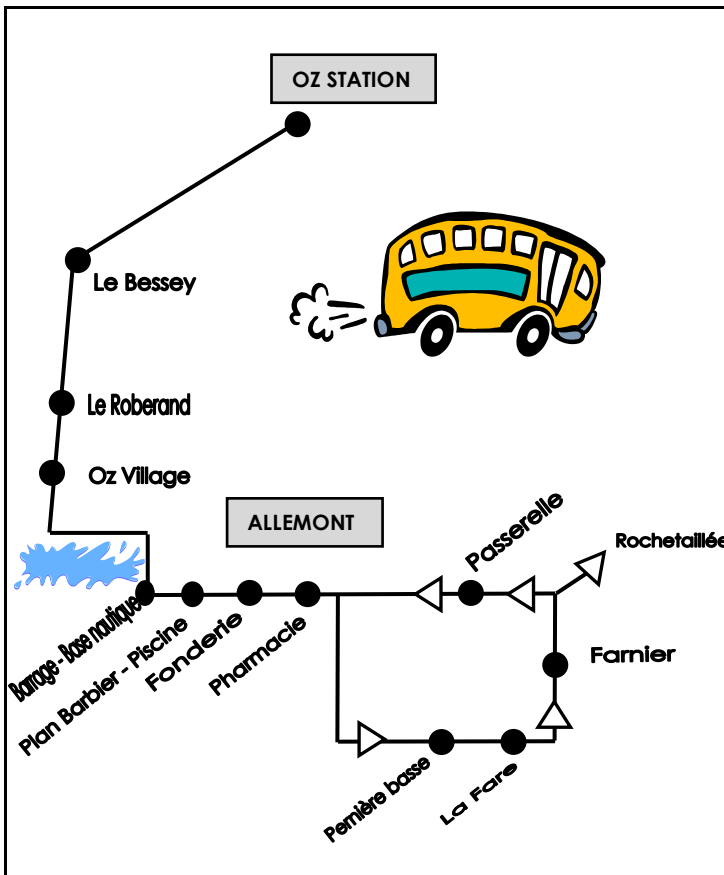 OZ STATION
Le Bessey
Le Roberand
Oz Village
ALLEMONT
Passerelle
Rochetaillée
Barrage - Base nautique
Plan Barbier - Piscine
Fonderie
Pharmacie
Farnier
Perrière basse
La Fare